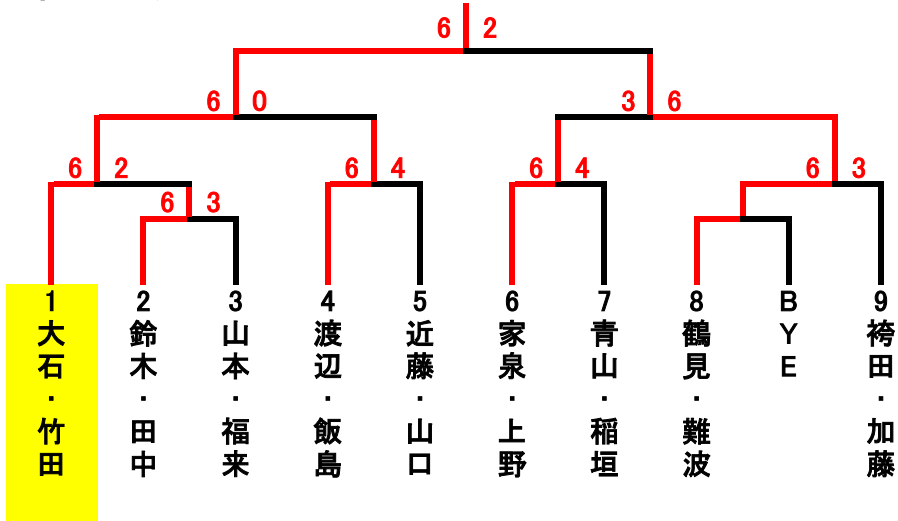 6 2
6 0
3 6
6 2
6 4
6 4
6 3
6 3
1 大石・竹田
2 鈴木・田中
3 山本・福来
4 渡辺・飯島
5 近藤・山口
6 家泉・上野
7 青山・稲垣
8 鶴見・難波
BYE
9 袴田・加藤